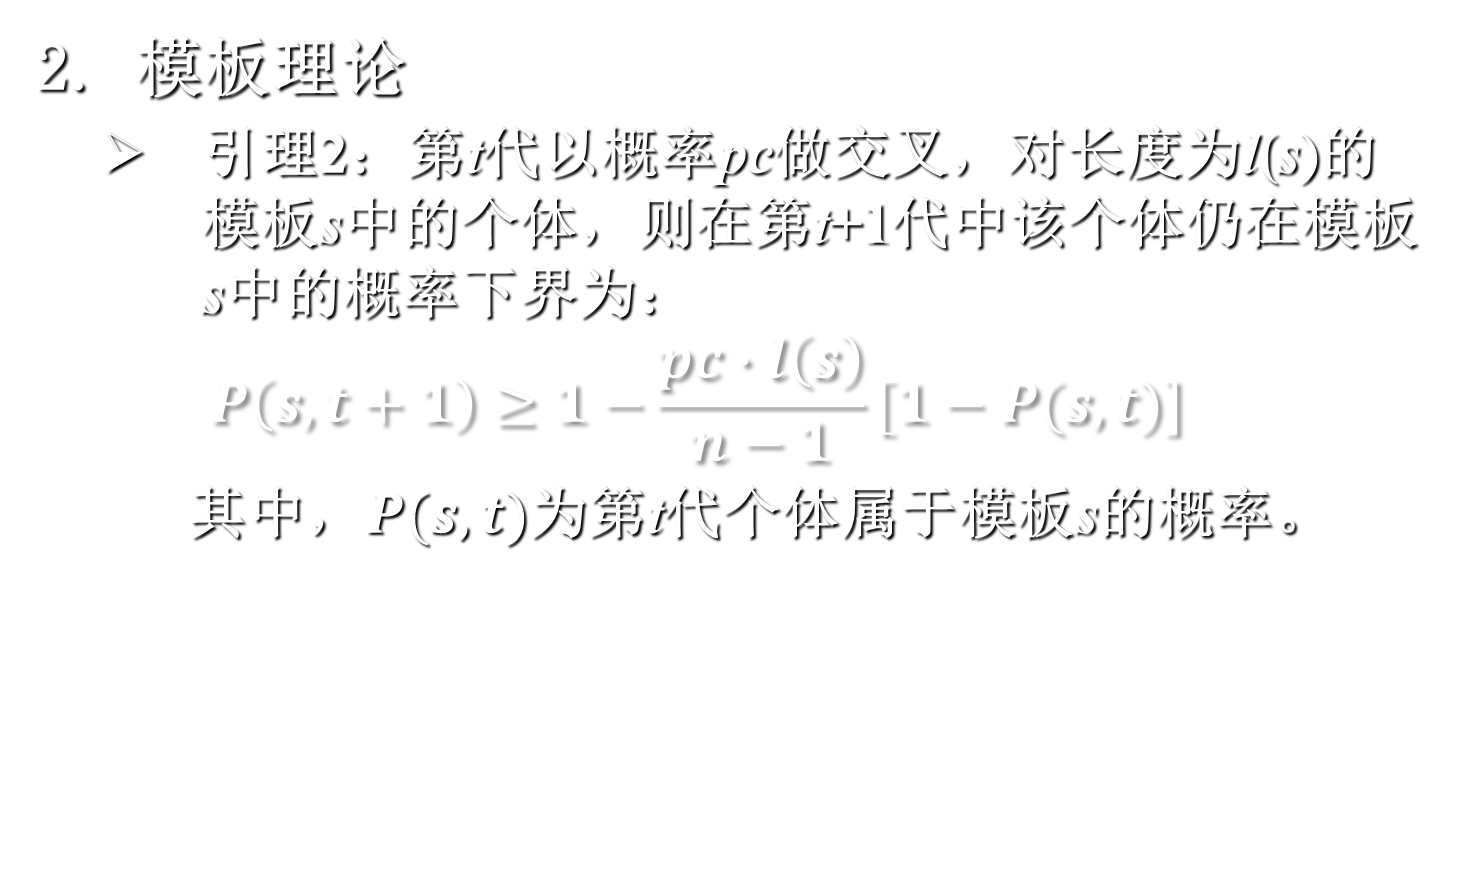 2. 模板理论
➢ 引理2：第t代以概率pc做交叉，对长度为l(s)的
模板s中的个体，则在第t+1代中该个体仍在模板
s中的概率下界为：
P(s,t+1) ≥ 1 − \frac{pc·l(s)}{n−1} [1 − P(s,t)]
其中，P(s,t)为第t代个体属于模板s的概率。